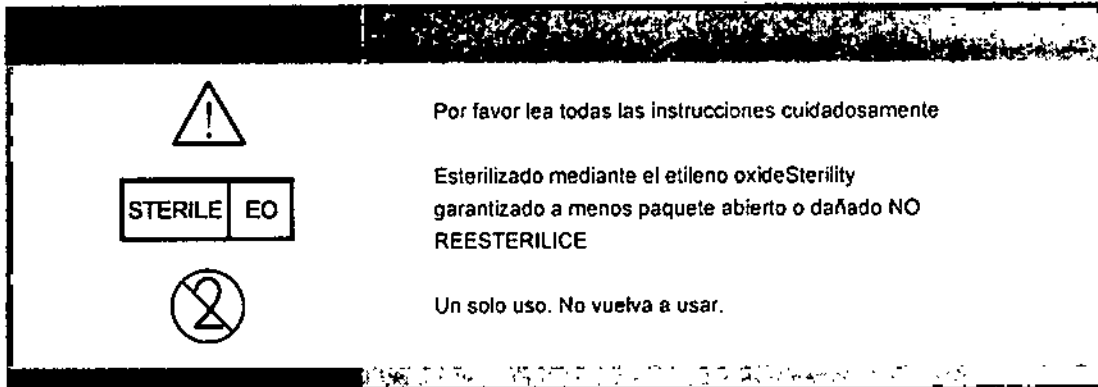 Por favor lea todas las instrucciones cuidadosamente
STERILE EO
Esterilizado mediante el etileno oxideSterility
garantizado a menos paquete abierto o dañado NO
REESTERILICE
2
Un solo uso. No vuelva a usar.